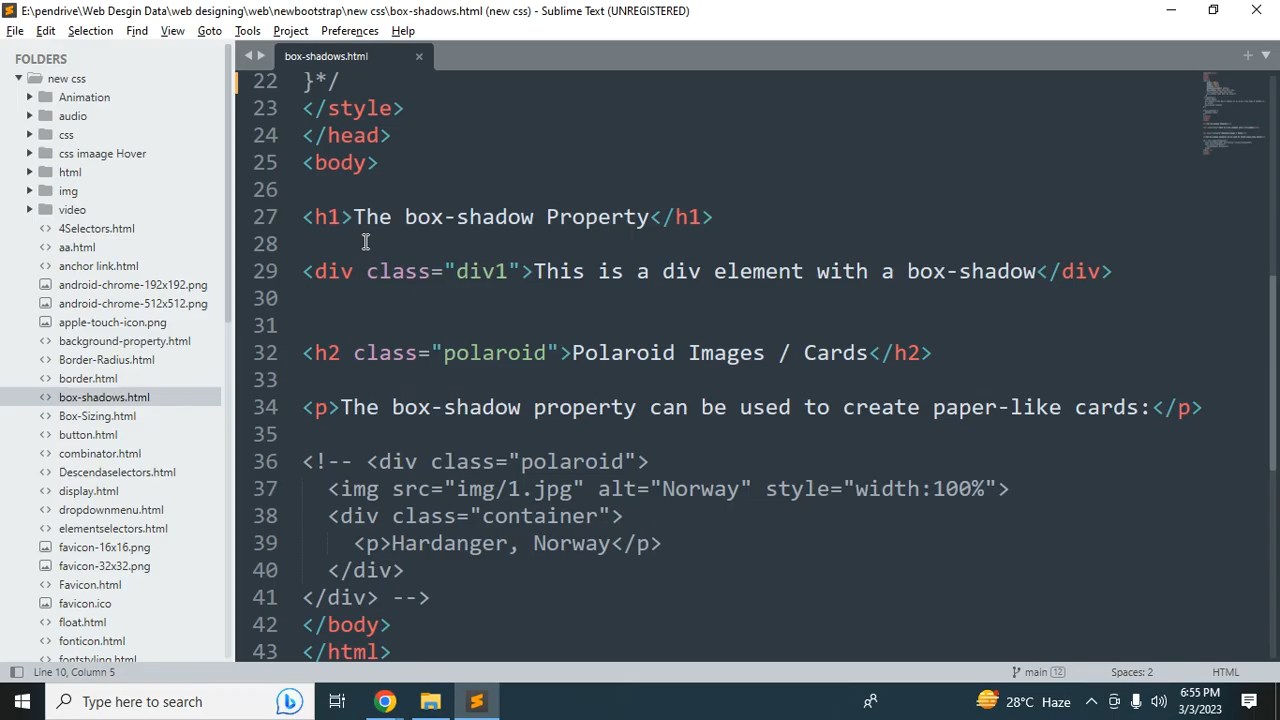 E:\pendrive\Web Desgin Data\web designing\web\newbootstrap\new css\box-shadows.html (new css) - Sublime Text (UNREGISTERED)
File Edit Selection Find View Goto Tools Project Preferences Help
FOLDERS
new css
Animation
audio
css
css imaage Hover
html
img
video
4Selectors.html
aa.html
anchor link.html
android-chrome-192x192.png
android-chrome-512x512.png
apple-touch-icon.png
background-property.html
Border-Radius.html
border.html
box-shadows.html
Box-Sizing.html
button.html
combinator.html
Descendaselectors.html
display.html
dropdownmenu.html
elementselectors.html
favicon-16x16.png
favicon-32x32.png
Favicon.html
favicon.ico
float.html
fonticon.html
fontstyling.html
box-shadows.html
22 }*/
23 </style>
24 </head>
25 <body>
26
27 <h1>The box-shadow Property</h1>
28
29 <div class="div1">This is a div element with a box-shadow</div>
30
31
32 <h2 class="polaroid">Polaroid Images / Cards</h2>
33
34 <p>The box-shadow property can be used to create paper-like cards:</p>
35
36 <!-- <div class="polaroid">
37 <img src="img/1.jpg" alt="Norway" style="width:100%">
38 <div class="container">
39 <p>Hardanger, Norway</p>
40 </div>
41 </div> -->
42 </body>
43 </html>
Line 10, Column 5
main 12
Spaces: 2
HTML
Type here to search
28°C Haze
6:55 PM
3/3/2023